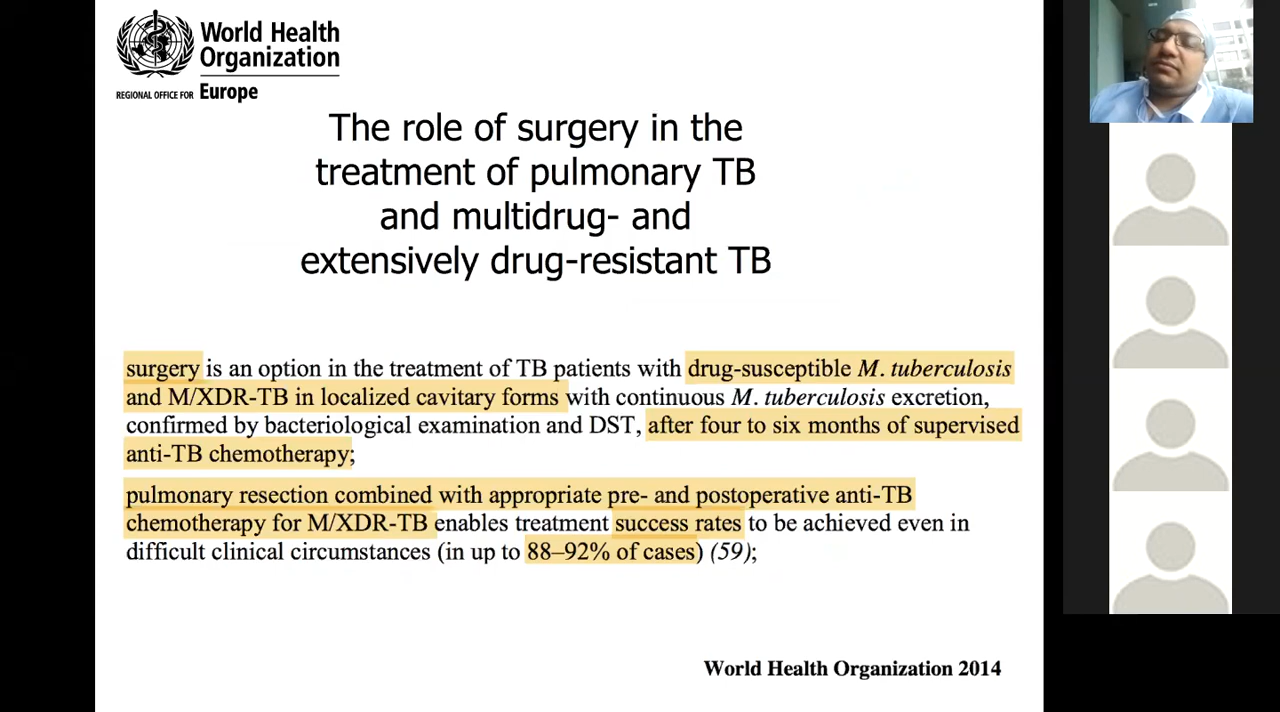 World Health
Organization
REGIONAL OFFICE FOR Europe
The role of surgery in the
treatment of pulmonary TB
and multidrug- and
extensively drug-resistant TB
surgery is an option in the treatment of TB patients with drug-susceptible M. tuberculosis
and M/XDR-TB in localized cavitary forms with continuous M. tuberculosis excretion,
confirmed by bacteriological examination and DST, after four to six months of supervised
anti-TB chemotherapy;
pulmonary resection combined with appropriate pre- and postoperative anti-TB
chemotherapy for M/XDR-TB enables treatment success rates to be achieved even in
difficult clinical circumstances (in up to 88–92% of cases) (59);
World Health Organization 2014